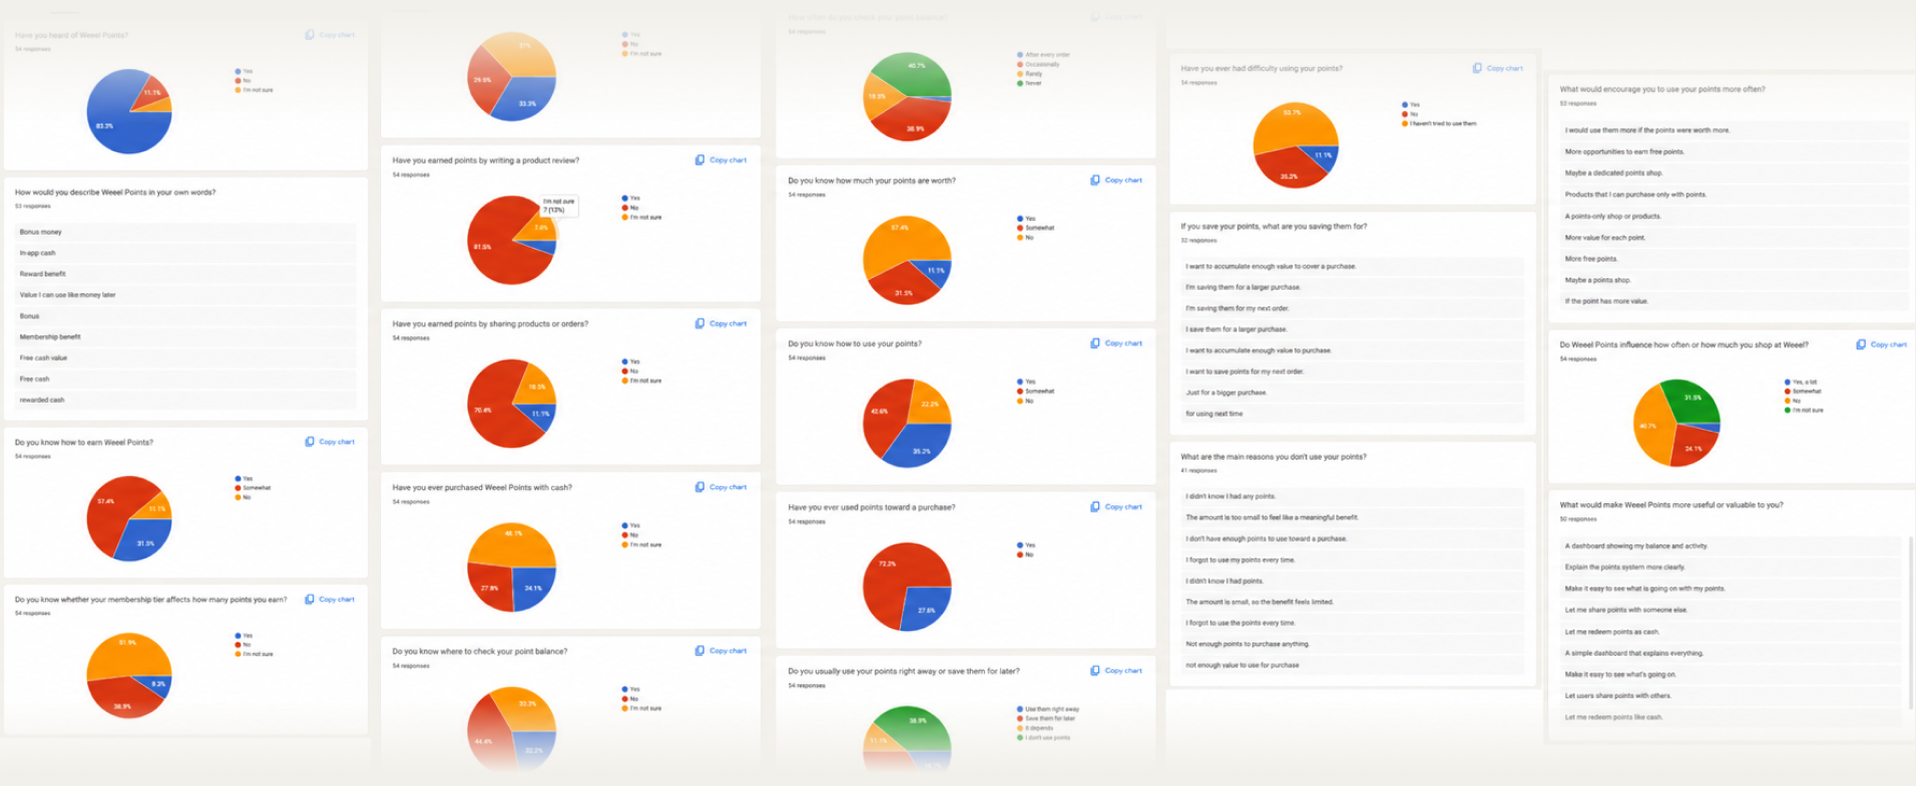 Have you heard of Weeel Points?
Copy chart
54 responses
Yes
No
I'm not sure
11.1%
83.3%
How would you describe Weeel Points in your own words?
53 responses
Bonus money
In-app cash
Reward benefit
Value I can use like money later
Bonus
Membership benefit
Free cash value
Free cash
rewarded cash
Do you know how to earn Weeel Points?
Copy chart
54 responses
Yes
Somewhat
No
57.4%
11.1%
31.5%
Do you know whether your membership tier affects how many points you earn?
Copy chart
54 responses
Yes
No
I'm not sure
51.9%
9.3%
38.9%
Yes
No
I'm not sure
29.6%
33.3%
Have you earned points by writing a product review?
Copy chart
54 responses
I'm not sure
7 (13%)
Yes
No
I'm not sure
81.5%
Have you earned points by sharing products or orders?
Copy chart
54 responses
Yes
No
I'm not sure
18.5%
70.4%
11.1%
Have you ever purchased Weeel Points with cash?
Copy chart
54 responses
Yes
No
I'm not sure
48.1%
27.8%
24.1%
Do you know where to check your point balance?
Copy chart
54 responses
Yes
No
I'm not sure
33.3%
44.4%
22.2%
How often do you check your point balance?
Copy chart
54 responses
After every order
Occasionally
Rarely
Never
40.7%
18.5%
38.9%
Do you know how much your points are worth?
Copy chart
54 responses
Yes
Somewhat
No
57.4%
11.1%
31.5%
Do you know how to use your points?
Copy chart
54 responses
Yes
Somewhat
No
42.6%
22.2%
35.2%
Have you ever used points toward a purchase?
Copy chart
54 responses
Yes
No
72.2%
27.8%
Do you usually use your points right away or save them for later?
Copy chart
54 responses
Use them right away
Save them for later
It depends
I don't use points
38.9%
11.1%
Have you ever had difficulty using your points?
Copy chart
54 responses
Yes
No
I haven't tried to use them
53.7%
11.1%
35.2%
If you save your points, what are you saving them for?
32 responses
I want to accumulate enough value to cover a purchase.
I'm saving them for a larger purchase.
I'm saving them for my next order.
I save them for a larger purchase.
I want to accumulate enough value to purchase.
I want to save points for my next order.
Just for a bigger purchase.
for using next time
What are the main reasons you don't use your points?
41 responses
I didn't know I had any points.
The amount is too small to feel like a meaningful benefit.
I don't have enough points to use toward a purchase.
I forgot to use my points every time.
I didn't know I had points.
The amount is small, so the benefit feels limited.
I forgot to use the points every time.
Not enough points to purchase anything.
not enough value to use for purchase
What would encourage you to use your points more often?
53 responses
I would use them more if the points were worth more.
More opportunities to earn free points.
Maybe a dedicated points shop.
Products that I can purchase only with points.
A points-only shop or products.
More value for each point.
More free points.
Maybe a points shop.
If the point has more value.
Do Weeel Points influence how often or how much you shop at Weeel?
Copy chart
54 responses
Yes, a lot
Somewhat
No
I'm not sure
31.5%
40.7%
24.1%
What would make Weeel Points more useful or valuable to you?
50 responses
A dashboard showing my balance and activity.
Explain the points system more clearly.
Make it easy to see what is going on with my points.
Let me share points with someone else.
Let me redeem points as cash.
A simple dashboard that explains everything.
Make it easy to see what's going on.
Let users share points with others.
Let me redeem points like cash.